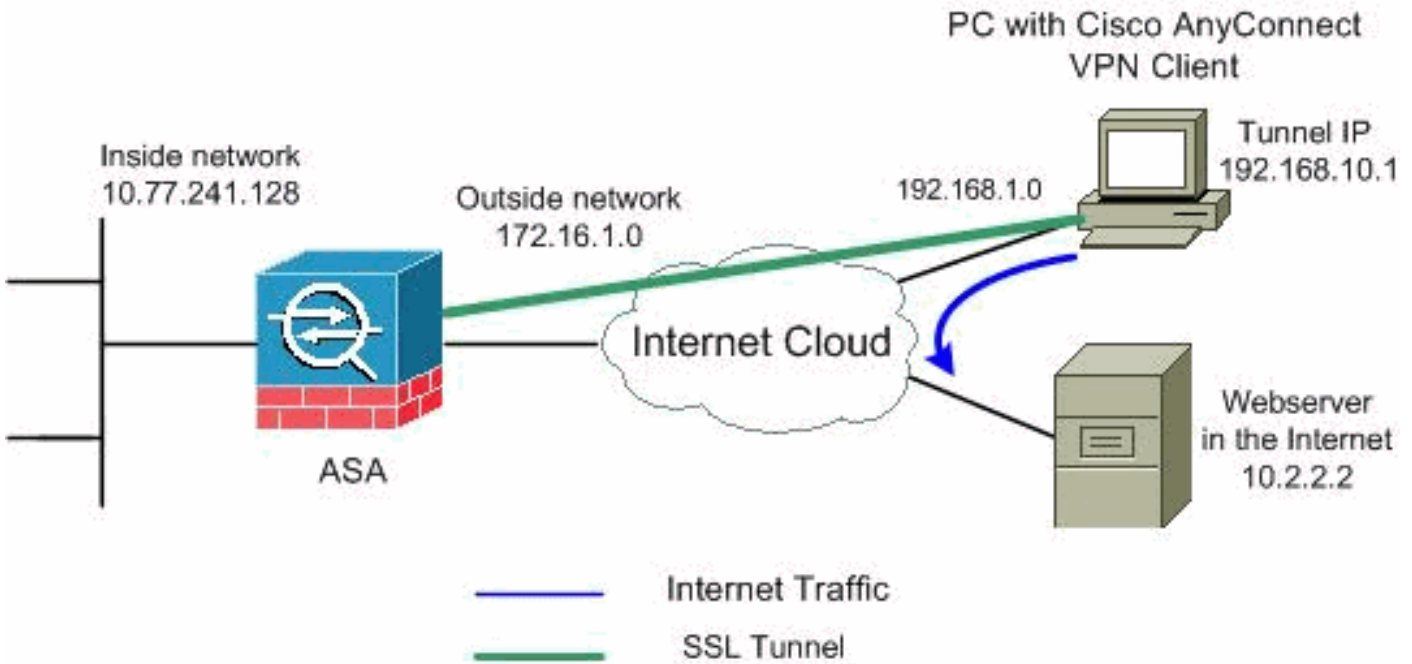 PC with Cisco AnyConnect
VPN Client
Tunnel IP
192.168.10.1
Inside network
10.77.241.128
Outside network
172.16.1.0
192.168.1.0
Internet Cloud
ASA
Webserver
in the Internet
10.2.2.2
Internet Traffic
SSL Tunnel